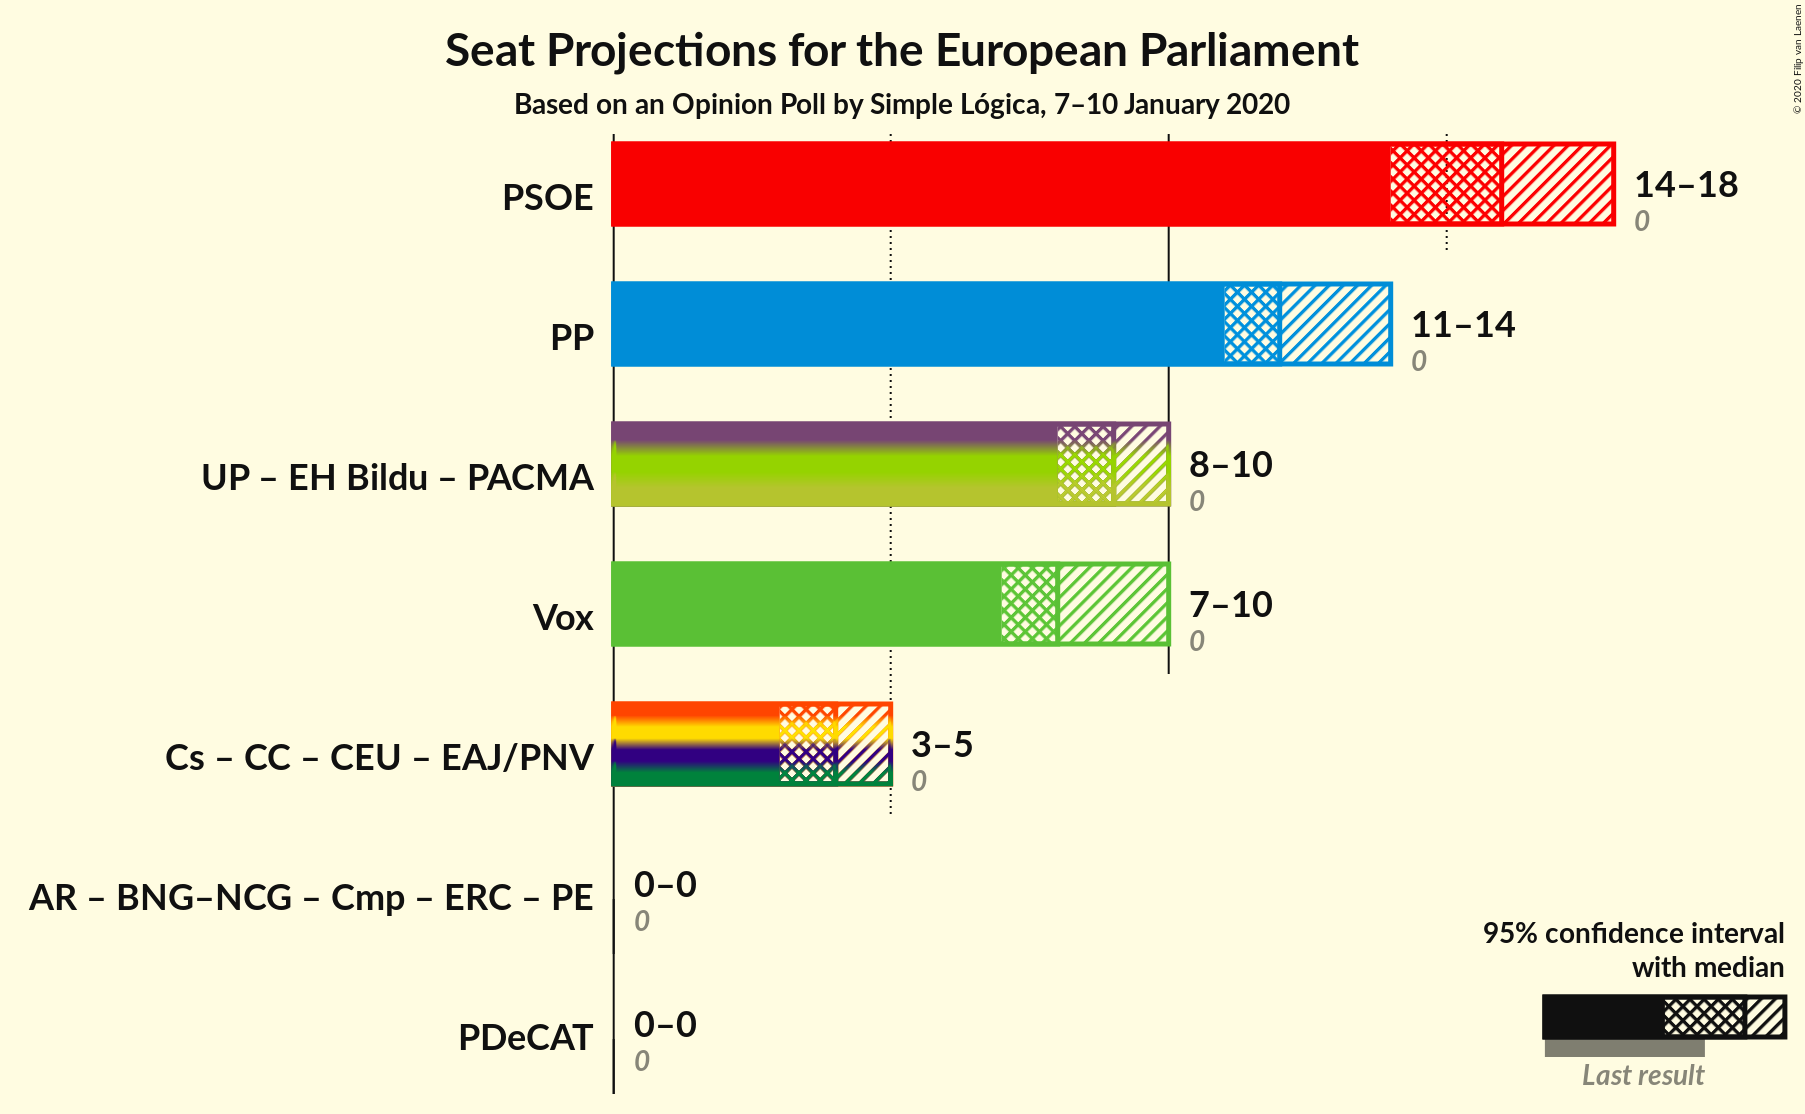 Seat Projections for the European Parliament
Based on an Opinion Poll by Simple Lógica, 7–10 January 2020
© 2020 Filip van Laenen
PSOE
14–18
0
PP
11–14
0
UP – EH Bildu – PACMA
8–10
0
Vox
7–10
0
Cs – CC – CEU – EAJ/PNV
3–5
0
AR – BNG–NCG – Cmp – ERC – PE
0–0
0
PDeCAT
0–0
0
95% confidence interval
with median
Last result